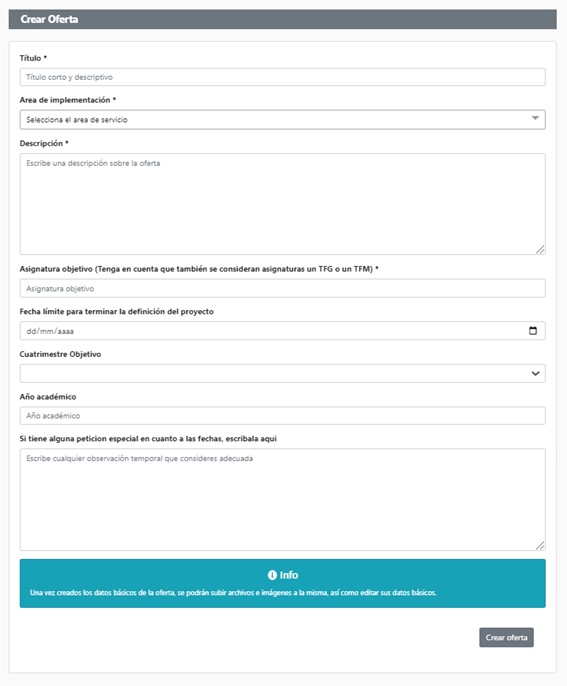 Crear Oferta
Título *
Título corto y descriptivo
Area de implementación *
Selecciona el area de servicio
Descripción *
Escribe una descripción sobre la oferta
Asignatura objetivo (Tenga en cuenta que también se consideran asignaturas un TFG o un TFM) *
Asignatura objetivo
Fecha límite para terminar la definición del proyecto
dd/mm/aaaa
Cuatrimestre Objetivo
Año académico
Año académico
Si tiene alguna peticion especial en cuanto a las fechas, escribala aqui
Escribe cualquier observación temporal que consideres adecuada
Info
Una vez creados los datos básicos de la oferta, se podrán subir archivos e imágenes a la misma, así como editar sus datos básicos.
Crear oferta